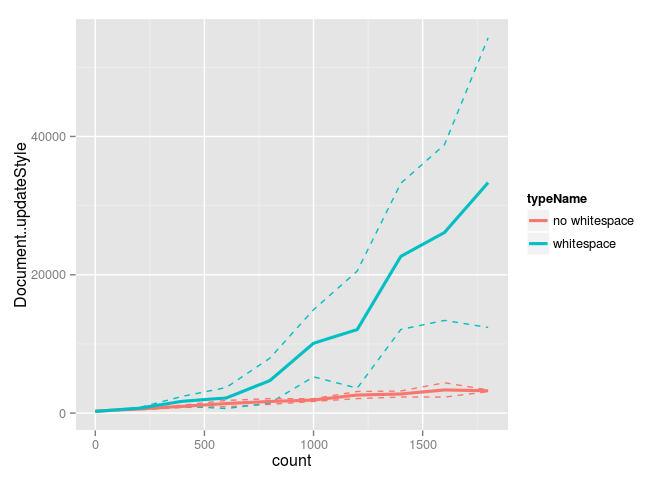 Document..updateStyle
40000
20000
0
0
500
1000
1500
count
typeName
no whitespace
whitespace